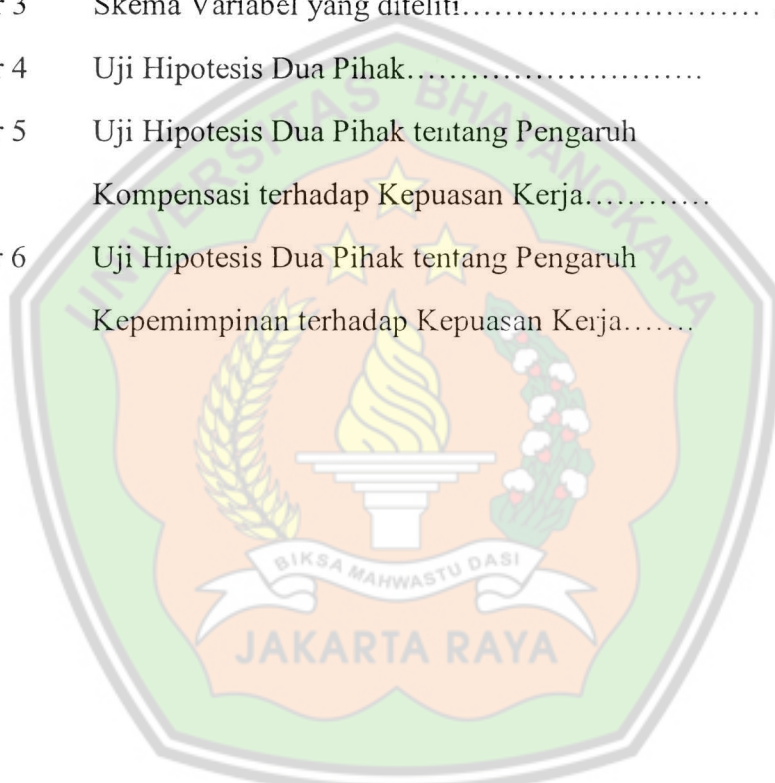 r 3 Skema Variabel yang diteliti…………………………
r 4 Uji Hipotesis Dua Pihak…………………………
r 5 Uji Hipotesis Dua Pihak tentang Pengaruh
Kompensasi terhadap Kepuasan Kerja…………
r 6 Uji Hipotesis Dua Pihak tentang Pengaruh
Kepemimpinan terhadap Kepuasan Kerja…….
UNIVERSITAS BHAYANGKARA
BIKSA MAHWASTU DASI
JAKARTA RAYA